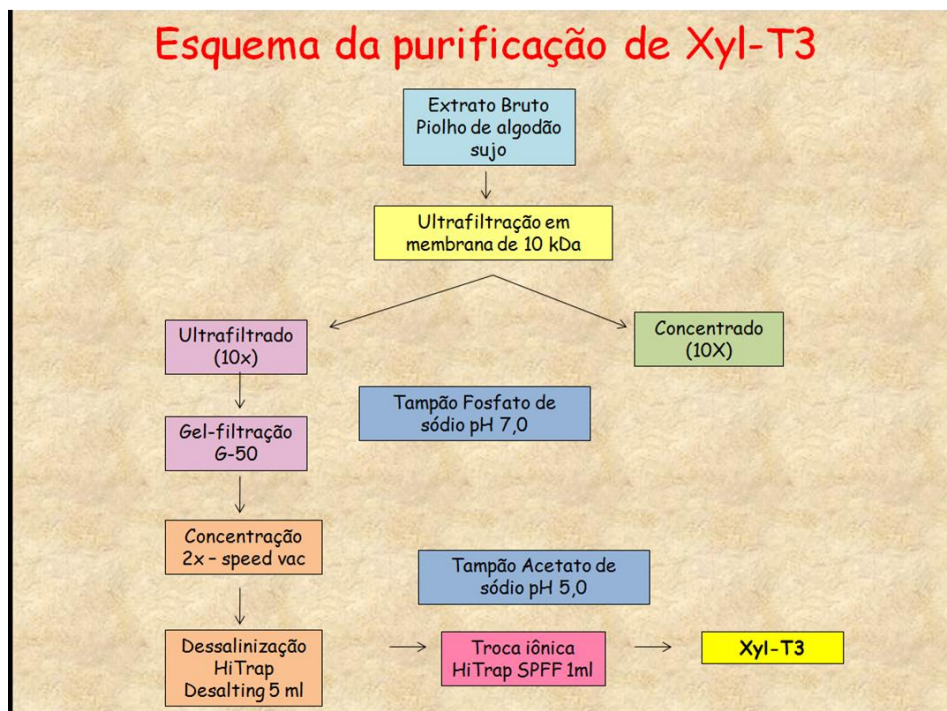 Esquema da purificação de Xyl-T3
Extrato Bruto
Piolho de algodão
sujo
Ultrafiltração em
membrana de 10 kDa
Ultrafiltrado
(10x)
Concentrado
(10X)
Tampão Fosfato de
sódio pH 7,0
Gel-filtração
G-50
Concentração
2x – speed vac
Tampão Acetato de
sódio pH 5,0
Dessalinização
HiTrap
Desalting 5 ml
Troca iônica
HiTrap SPFF 1ml
Xyl-T3